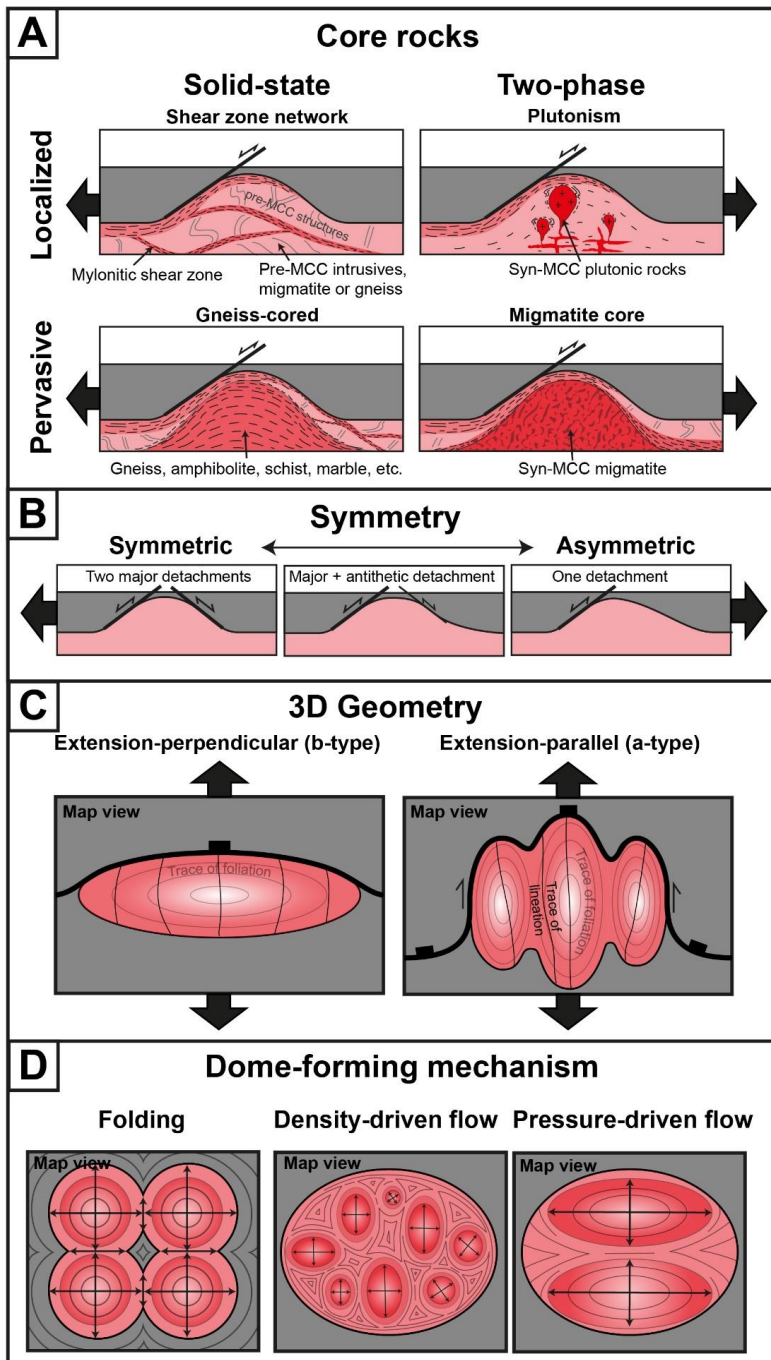 A
Core rocks
Solid-state
Two-phase
Shear zone network
Plutonism
Localized
pre-MCC structures
Mylonitic shear zone
Pre-MCC intrusives,
migmatite or gneiss
Syn-MCC plutonic rocks
Gneiss-cored
Migmatite core
Pervasive
Gneiss, amphibolite, schist, marble, etc.
Syn-MCC migmatite
B
Symmetry
Symmetric
Asymmetric
Two major detachments
Major + antithetic detachment
One detachment
C
3D Geometry
Extension-perpendicular (b-type)
Extension-parallel (a-type)
Map view
Trace of foliation
Map view
Trace of
lineation
Trace of foliation
D
Dome-forming mechanism
Folding
Density-driven flow
Pressure-driven flow
Map view
Map view
Map view